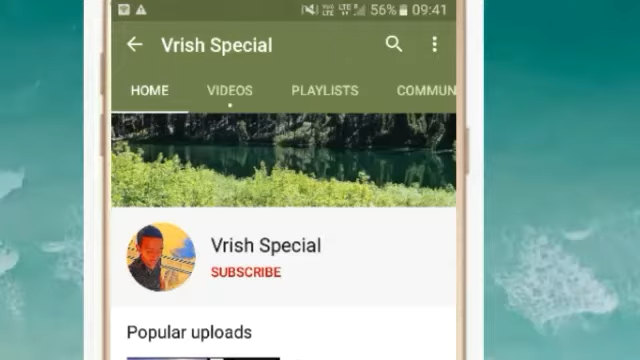 56% 09:41
Vrish Special
HOME VIDEOS PLAYLISTS COMMUN
Vrish Special
SUBSCRIBE
Popular uploads